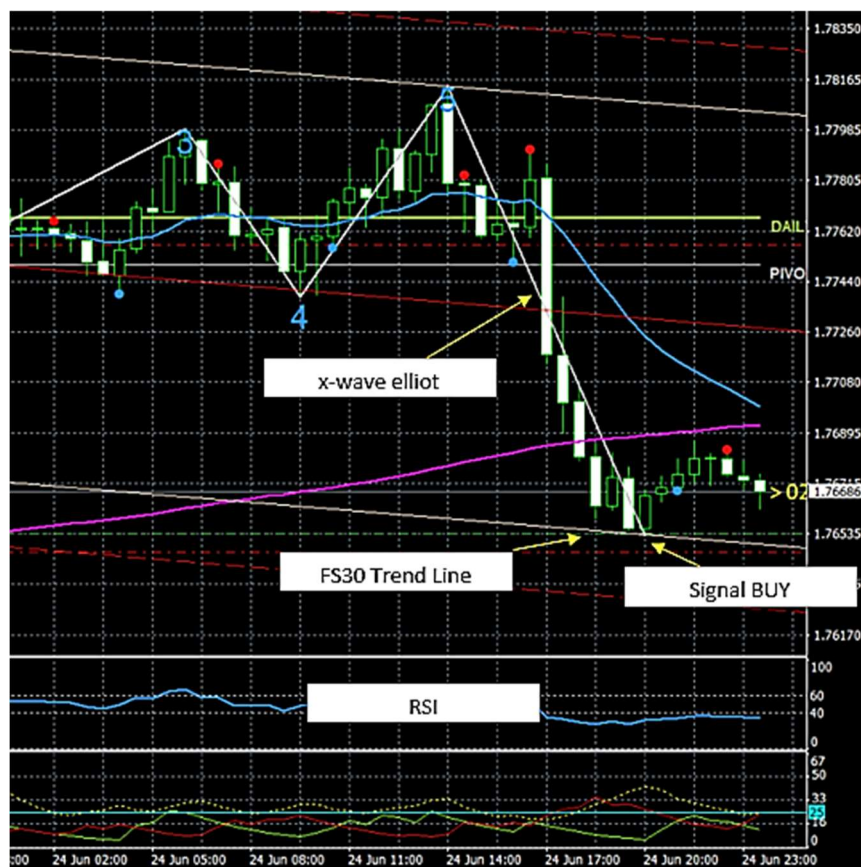 1.78350
1.78165
1.77985
1.77805
DAIL
1.77620
PIVO
1.77440
4
1.77260
x-wave elliot
1.77080
1.76895
1.76715
> 02
1.76686
1.76535
FS30 Trend Line
Signal BUY
1.76170
100
60
RSI
40
0
67
50
33
25
16
0
24 Jun 02:00
24 Jun 05:00
24 Jun 08:00
24 Jun 11:00
24 Jun 14:00
24 Jun 17:00
24 Jun 20:00
24 Jun 23:00